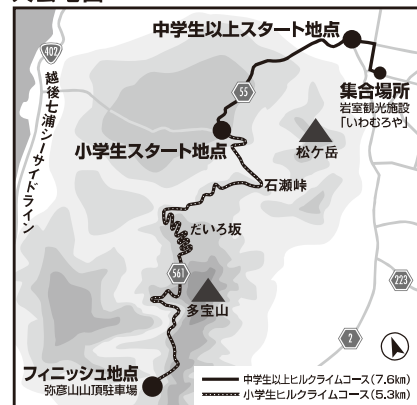 中学生以上スタート地点
402
越後七浦シーサイドライン
55
集合場所
岩室観光施設
「いわむろや」
小学生スタート地点
松ケ岳
石瀬峠
だいろ坂
561
多宝山
223
2
フィニッシュ地点
弥彦山山頂駐車場
中学生以上ヒルクライムコース(7.6km)
小学生ヒルクライムコース(5.3km)